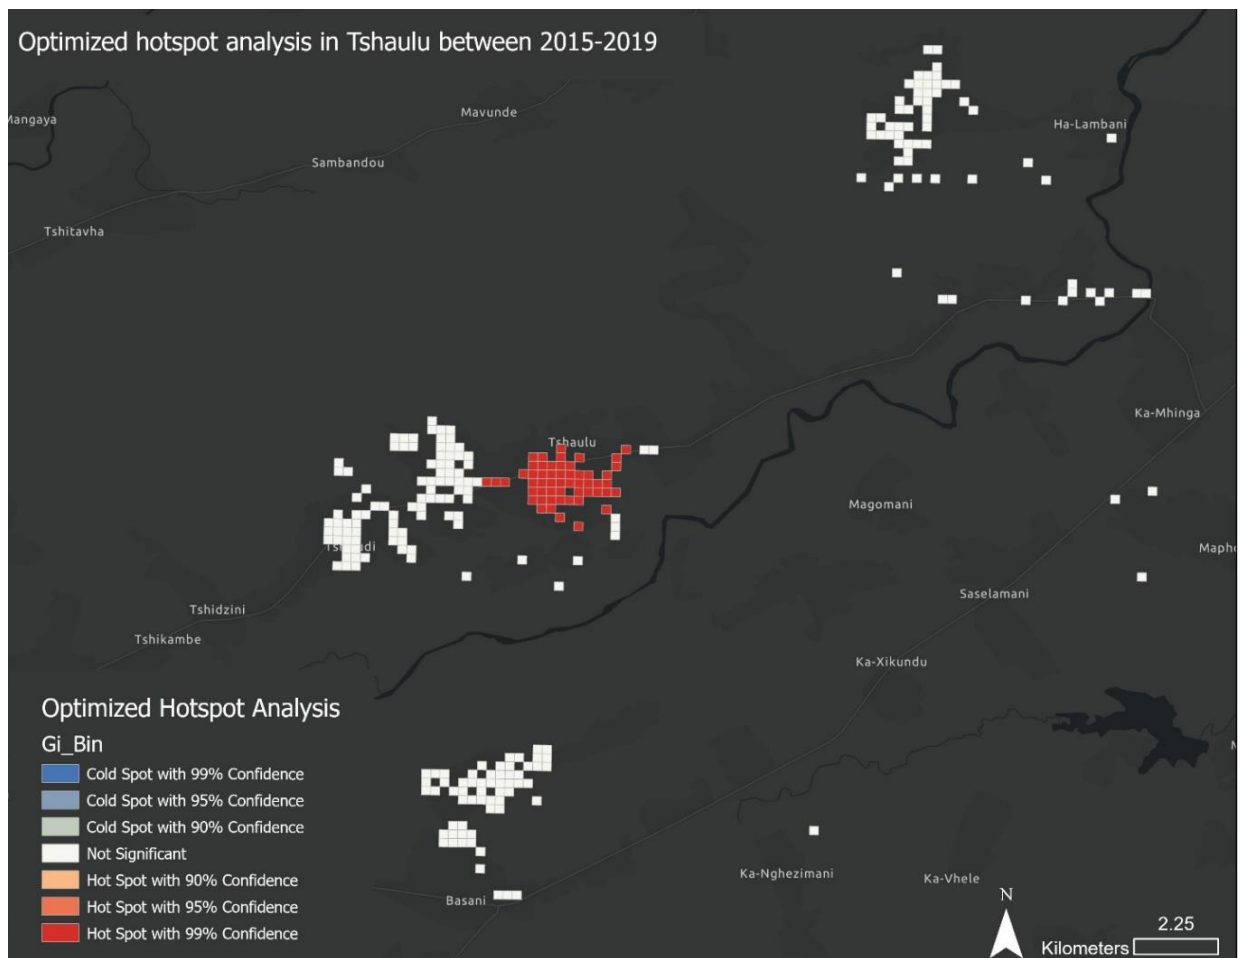 Optimized hotspot analysis in Tshaulu between 2015-2019
Mangaya
Mavunde
Ha-Lambani
Sambandou
Tshitavha
Ka-Mhinga
Tshaulu
Magomani
Saselamani
Tshidzini
Tshikambe
Ka-Xikundu
Optimized Hotspot Analysis
Gi_Bin
Cold Spot with 99% Confidence
Cold Spot with 95% Confidence
Cold Spot with 90% Confidence
Not Significant
Hot Spot with 90% Confidence
Hot Spot with 95% Confidence
Hot Spot with 99% Confidence
Ka-Nghezimani
Ka-Vhele
Basani
N
2.25
Kilometers